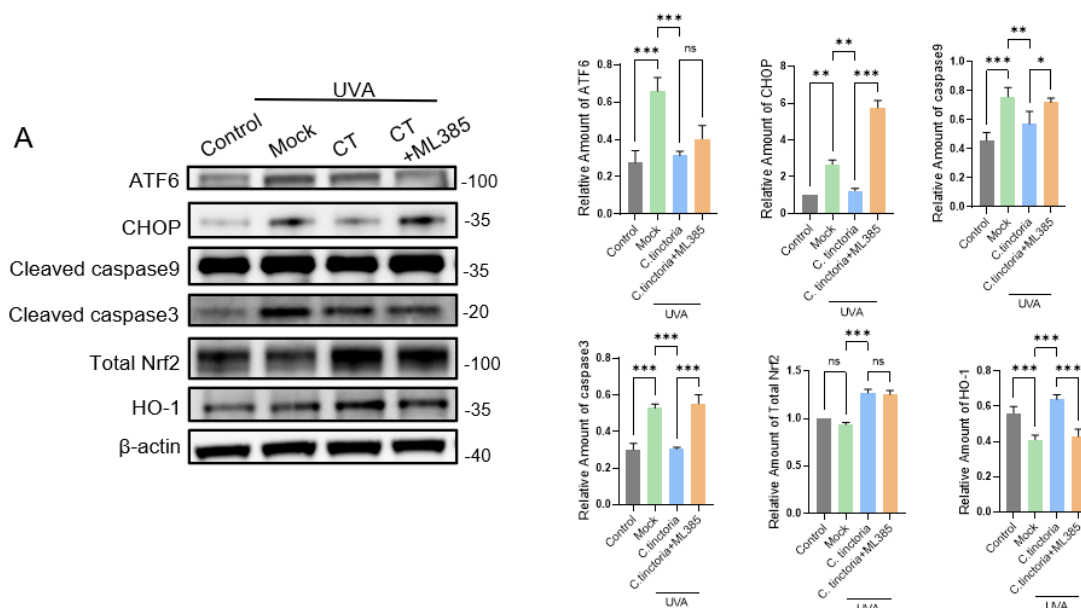 A
UVA
Control
Mock
CT
CT
+ML385
ATF6
-100
CHOP
-35
Cleaved caspase9
-35
Cleaved caspase3
-20
Total Nrf2
-100
HO-1
-35
β-actin
-40
Relative Amount of ATF6
0.8
0.6
0.4
0.2
0.0
***
***
ns
Control
Mock
C. tinctoria
C.tinctoria+ML385
UVA
Relative Amount of CHOP
8
6
4
2
0
**
**
***
Control
Mock
C. tinctoria
C. tinctoria+ML385
UVA
Relative Amount of caspase9
1.0
0.8
0.6
0.4
0.2
0.0
***
**
*
Control
Mock
C. tinctoria
C.tinctoria+ML385
UVA
Relative Amount of caspase3
0.6
0.4
0.2
0.0
***
***
***
Control
Mock
C.tinctoria
C.tinctoria+ML385
UVA
Relative Amount of Total Nrf2
1.5
1.0
0.5
0.0
ns
***
ns
Control
Mock
C. tinctoria
C.tinctoria+ML385
UVA
Relative Amount of HO-1
0.8
0.6
0.4
0.2
0.0
***
***
***
Control
Mock
C. tinctoria
C.tinctoria+ML385
UVA